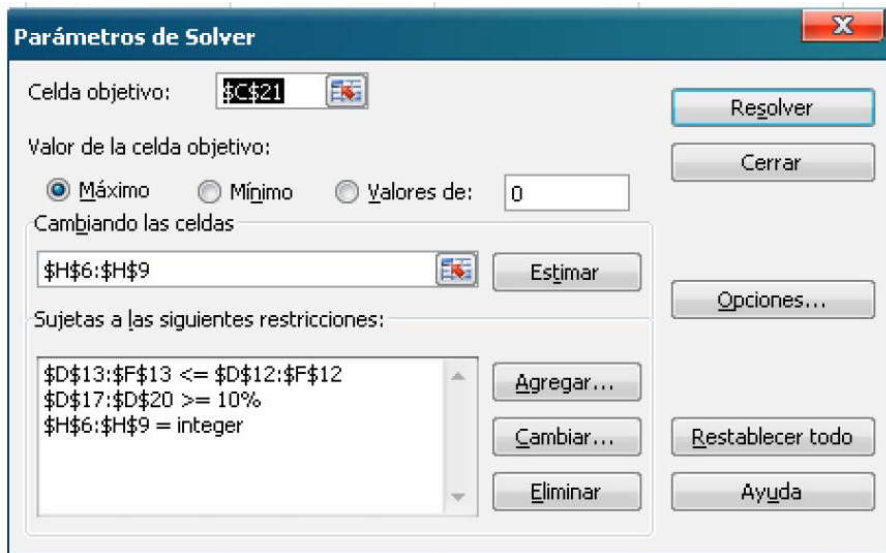 Parámetros de Solver
X
Celda objetivo: $C$21
Resolver
Valor de la celda objetivo:
Cerrar
Máximo Mínimo Valores de: 0
Cambiando las celdas
$H$6:$H$9 Estimar
Opciones...
Sujetas a las siguientes restricciones:
$D$13:$F$13 <= $D$12:$F$12
$D$17:$D$20 >= 10%
$H$6:$H$9 = integer
Agregar...
Cambiar... Restablecer todo
Eliminar Ayuda